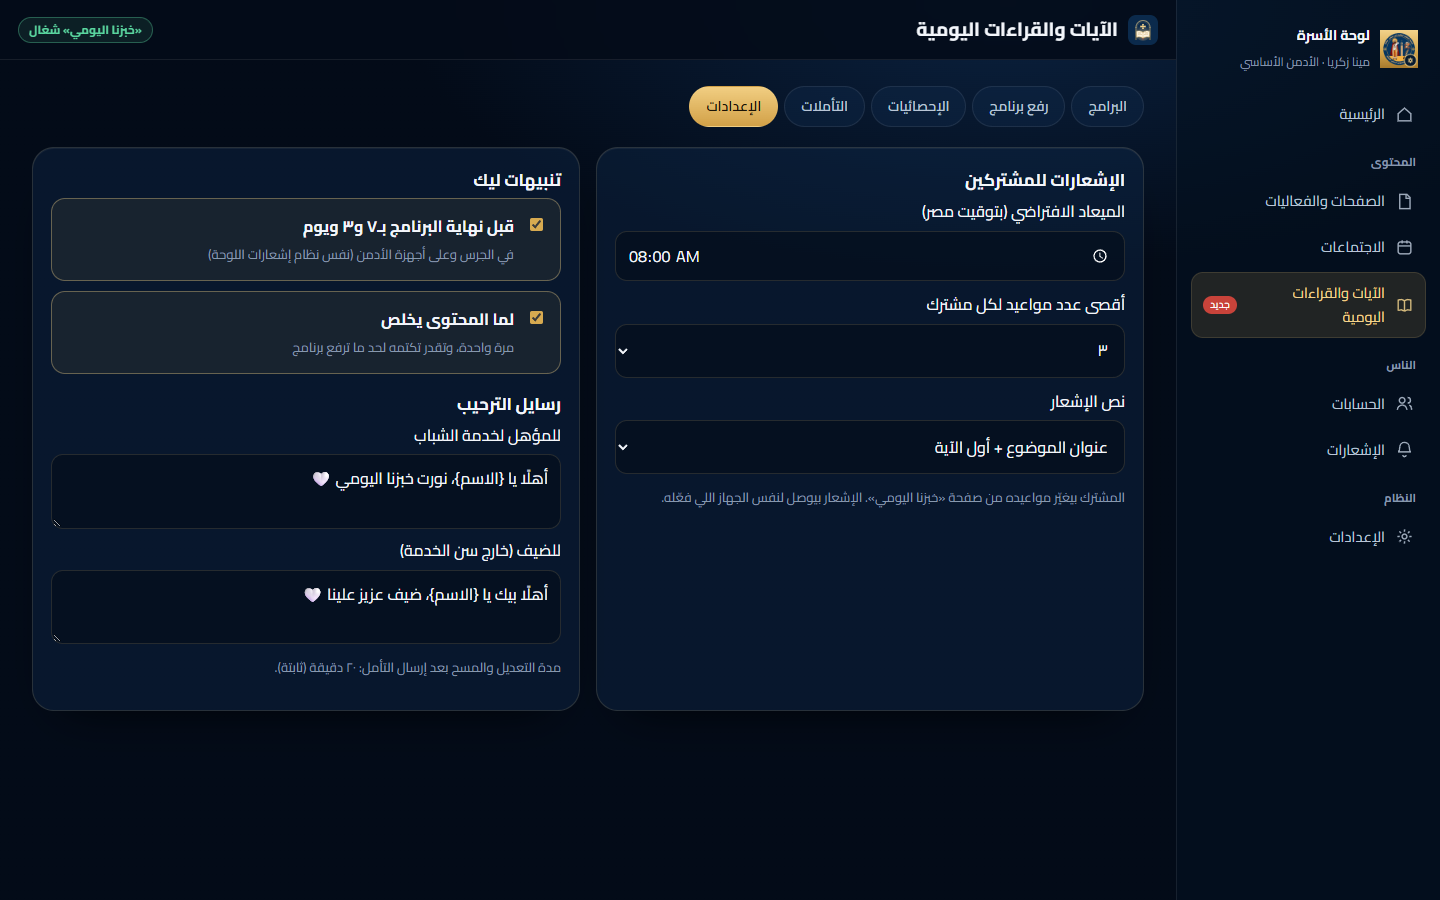 لوحة الأسرة
مينا زكريا · الأدمن الأساسي
الرئيسية
المحتوى
الصفحات والفعاليات
الاجتماعات
الآيات والقراءات
اليومية
جديد
الناس
الحسابات
الإشعارات
النظام
الإعدادات
الآيات والقراءات اليومية
«خبزنا اليومي» شغال
البرامج
رفع برنامج
الإحصائيات
التأملات
الإعدادات
الإشعارات للمشتركين
الميعاد الافتراضي (بتوقيت مصر)
08:00 AM
أقصى عدد مواعيد لكل مشترك
٣
نص الإشعار
عنوان الموضوع + أول الآية
المشترك بيغيّر مواعيده من صفحة «خبزنا اليومي». الإشعار بيوصل لنفس الجهاز اللي فعّله.
تنبيهات ليك
قبل نهاية البرنامج بـ٧ و٣ ويوم
في الجرس وعلى أجهزة الأدمن (نفس نظام إشعارات اللوحة)
لما المحتوى يخلص
مرة واحدة، وتقدر تكتمه لحد ما ترفع برنامج
رسايل الترحيب
للمؤهل لخدمة الشباب
أهلًا يا {الاسم}، نورت خبزنا اليومي 🤍
للضيف (خارج سن الخدمة)
أهلًا بيك يا {الاسم}، ضيف عزيز علينا 🤍
مدة التعديل والمسح بعد إرسال التأمل: ٢٠ دقيقة (ثابتة).